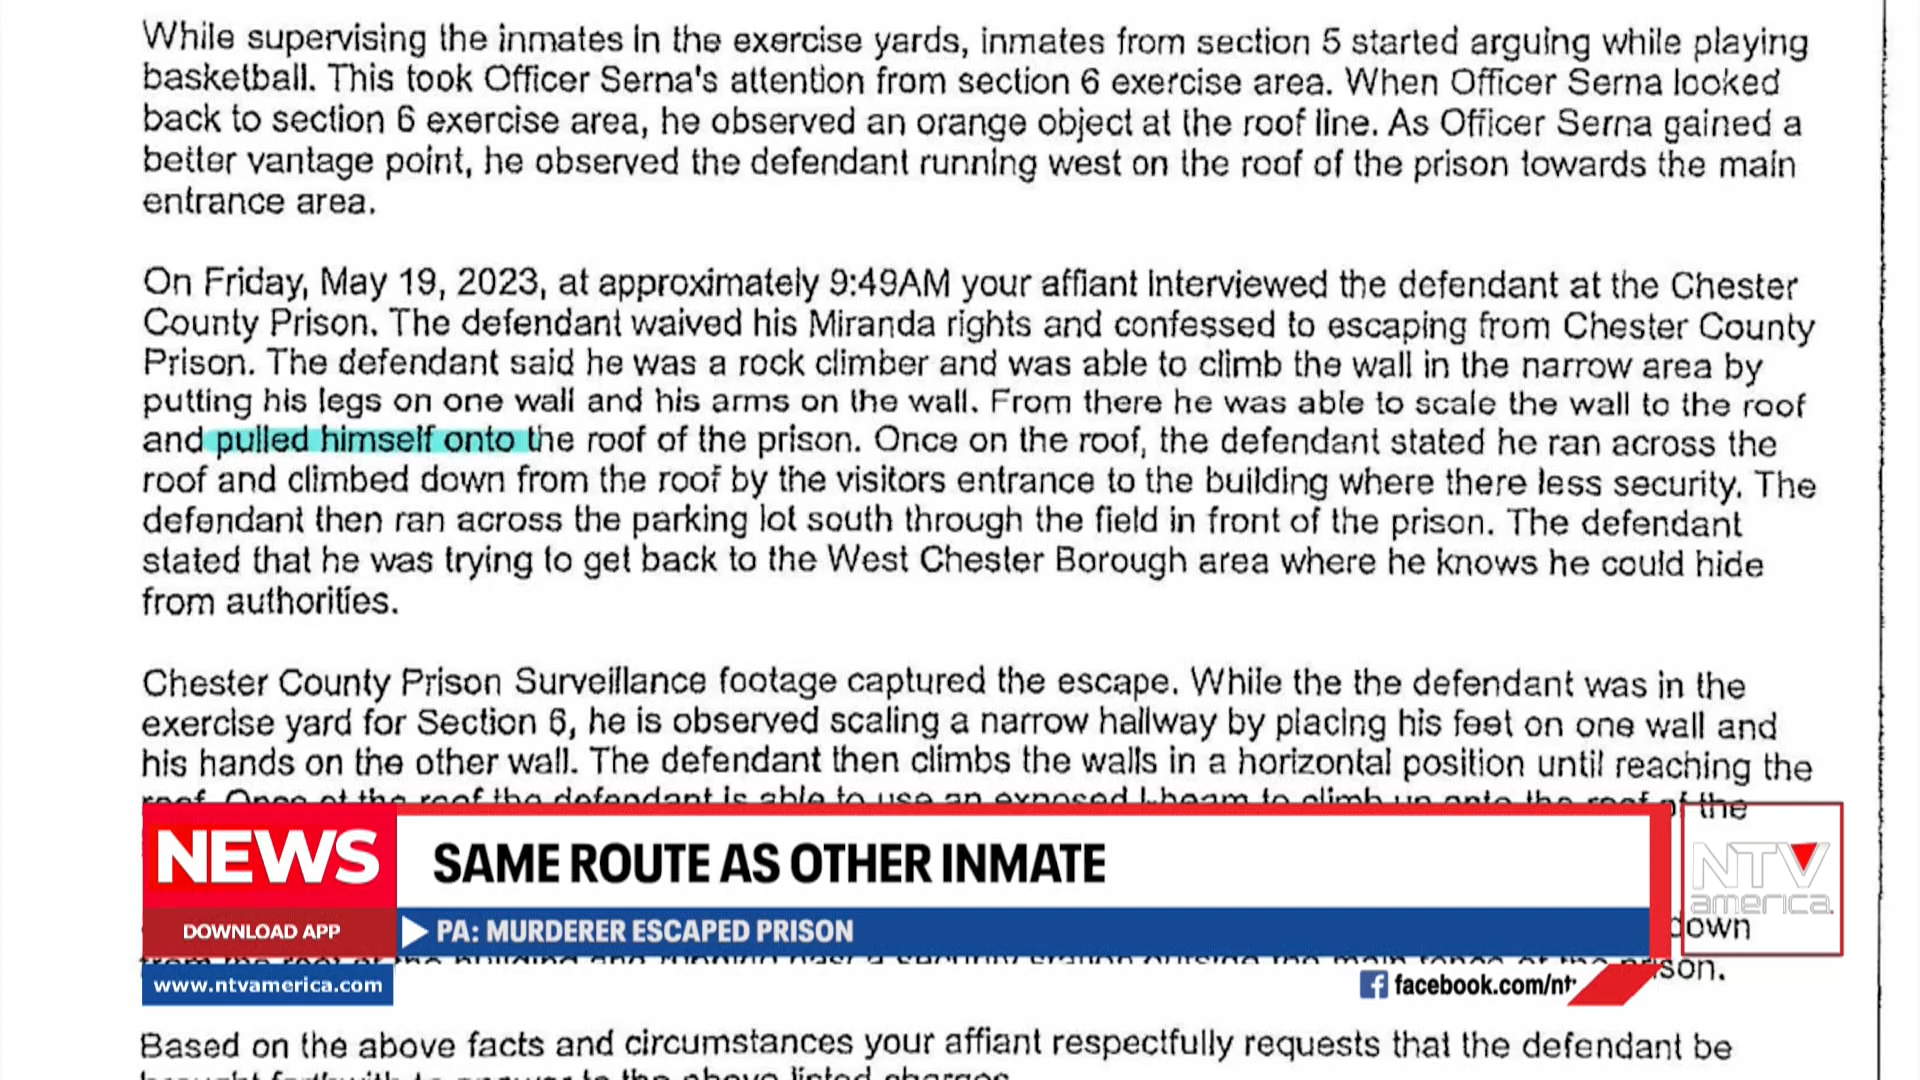 While supervising the inmates in the exercise yards, inmates from section 5 started arguing while playing
basketball. This took Officer Serna's attention from section 6 exercise area. When Officer Serna looked
back to section 6 exercise area, he observed an orange object at the roof line. As Officer Serna gained a
better vantage point, he observed the defendant running west on the roof of the prison towards the main
entrance area.
On Friday, May 19, 2023, at approximately 9:49AM your affiant Interviewed the defendant at the Chester
County Prison. The defendant waived his Miranda rights and confessed to escaping from Chester County
Prison. The defendant said he was a rock climber and was able to climb the wall in the narrow area by
putting his legs on one wall and his arms on the wall. From there he was able to scale the wall to the roof
and pulled himself onto the roof of the prison. Once on the roof, the defendant stated he ran across the
roof and climbed down from the roof by the visitors entrance to the building where there less security. The
defendant then ran across the parking lot south through the field in front of the prison. The defendant
stated that he was trying to get back to the West Chester Borough area where he knows he could hide
from authorities.
Chester County Prison Surveillance footage captured the escape. While the the defendant was in the
exercise yard for Section 6, he is observed scaling a narrow hallway by placing his feet on one wall and
his hands on the other wall. The defendant then climbs the walls in a horizontal position until reaching the
roof. Once at the roof the defendant is able to use an exposed I-beam to climb up onto the roof of the
NEWS
SAME ROUTE AS OTHER INMATE
NTV
america
DOWNLOAD APP
PA: MURDERER ESCAPED PRISON
down
prison.
www.ntvamerica.com
facebook.com/nt
Based on the above facts and circumstances your affiant respectfully requests that the defendant be
brought forthwith to answer to the above listed charges